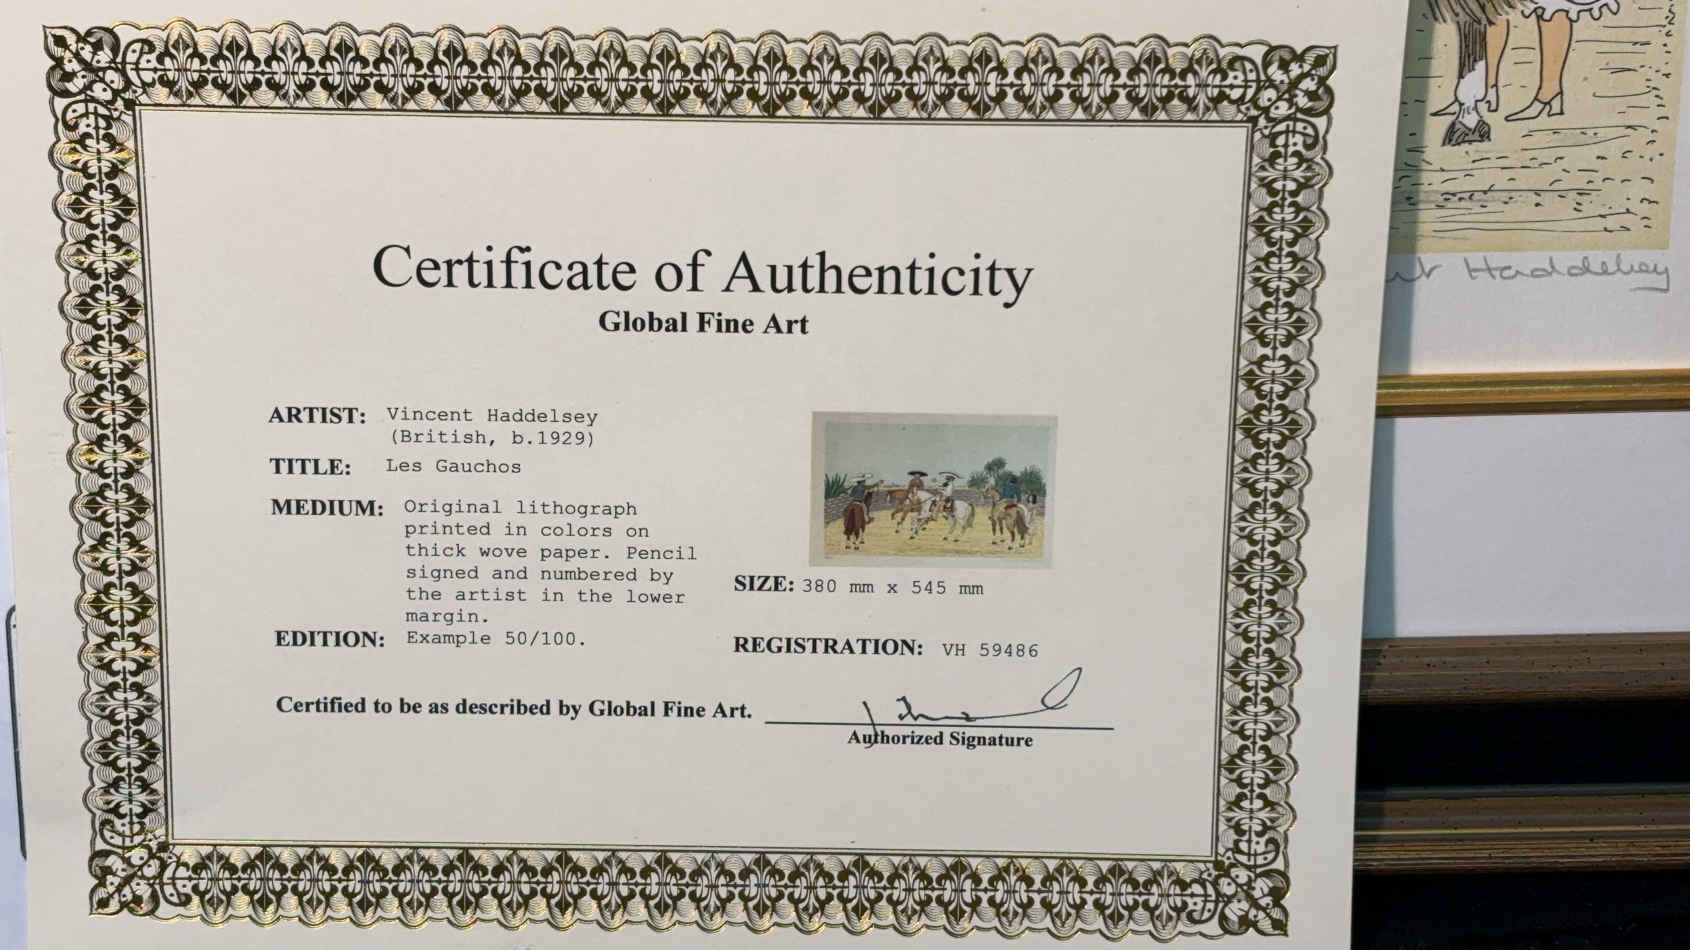 Certificate of Authenticity
Global Fine Art
ARTIST: Vincent Haddelsey
(British, b.1929)
TITLE: Les Gauchos
MEDIUM: Original lithograph
printed in colors on
thick wove paper. Pencil
signed and numbered by
the artist in the lower
margin.
EDITION: Example 50/100.
SIZE: 380 mm x 545 mm
REGISTRATION: VH 59486
Certified to be as described by Global Fine Art.
Authorized Signature
Haddelsey